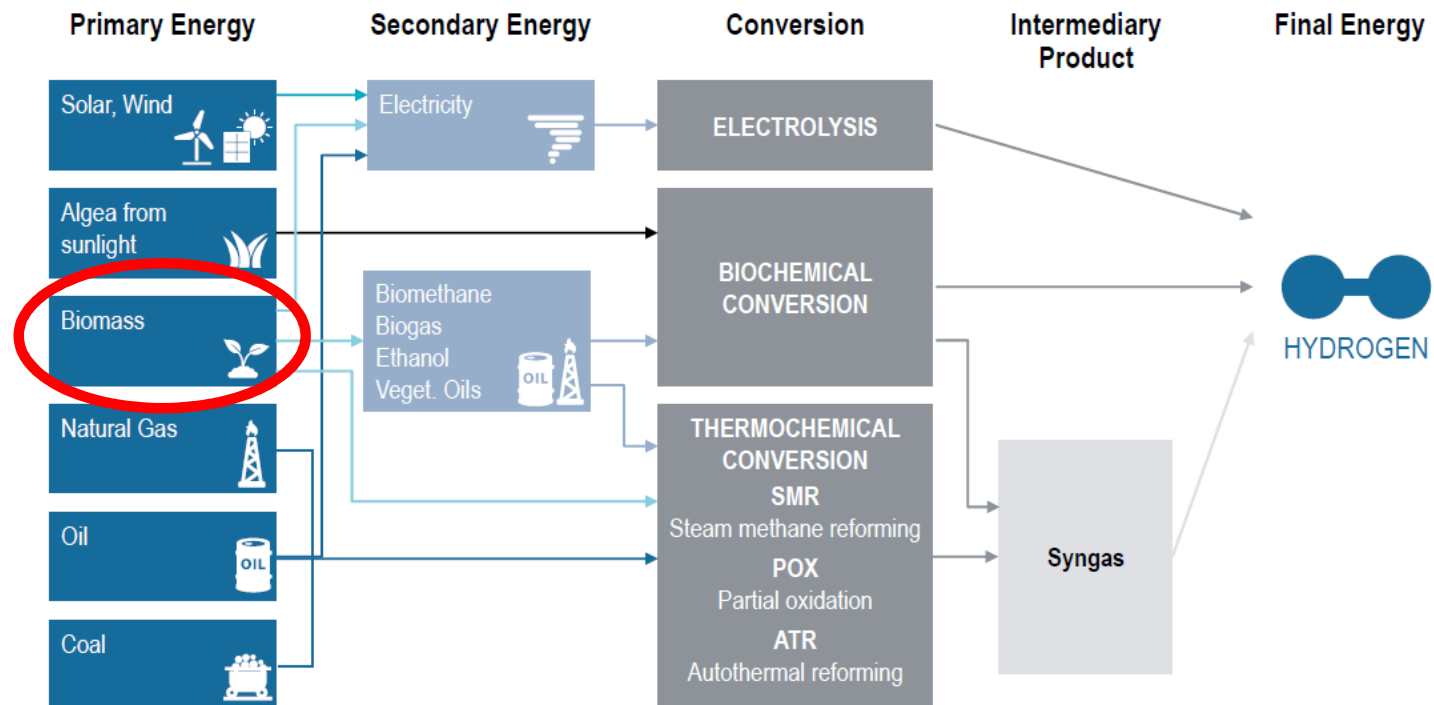 Primary Energy
Secondary Energy
Conversion
Intermediary
Product
Final Energy
Solar, Wind
Electricity
ELECTROLYSIS
Algea from
sunlight
BIOCHEMICAL
CONVERSION
Biomass
Biomethane
Biogas
Ethanol
Veget. Oils
OIL
HYDROGEN
Natural Gas
THERMOCHEMICAL
CONVERSION
SMR
Steam methane reforming
POX
Partial oxidation
ATR
Autothermal reforming
Syngas
Oil
OIL
Coal